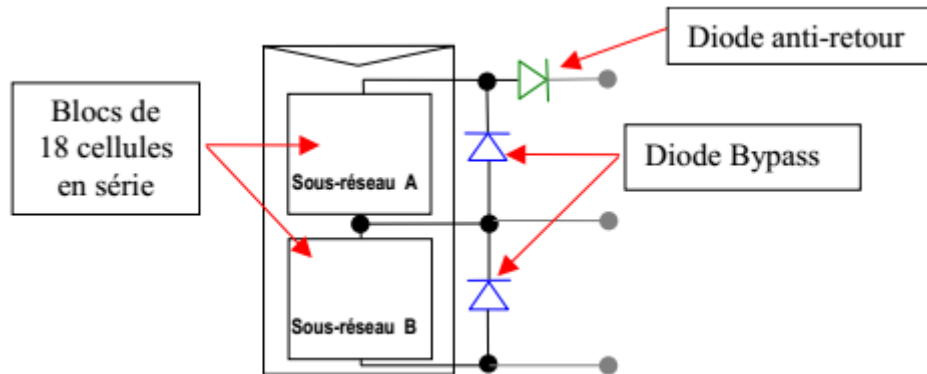 Diode anti-retour
Blocs de
18 cellules
en série
Sous-réseau A
Diode Bypass
Sous-réseau B